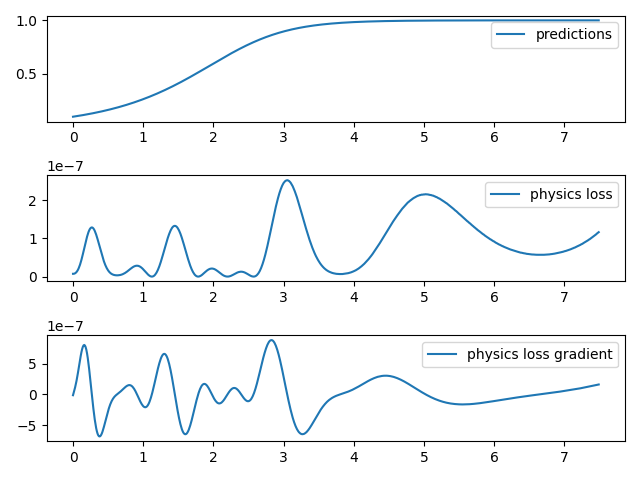 1.0
0.5
predictions
0 1 2 3 4 5 6 7
1e−7
2
1
0
physics loss
0 1 2 3 4 5 6 7
1e−7
5
0
−5
physics loss gradient
0 1 2 3 4 5 6 7